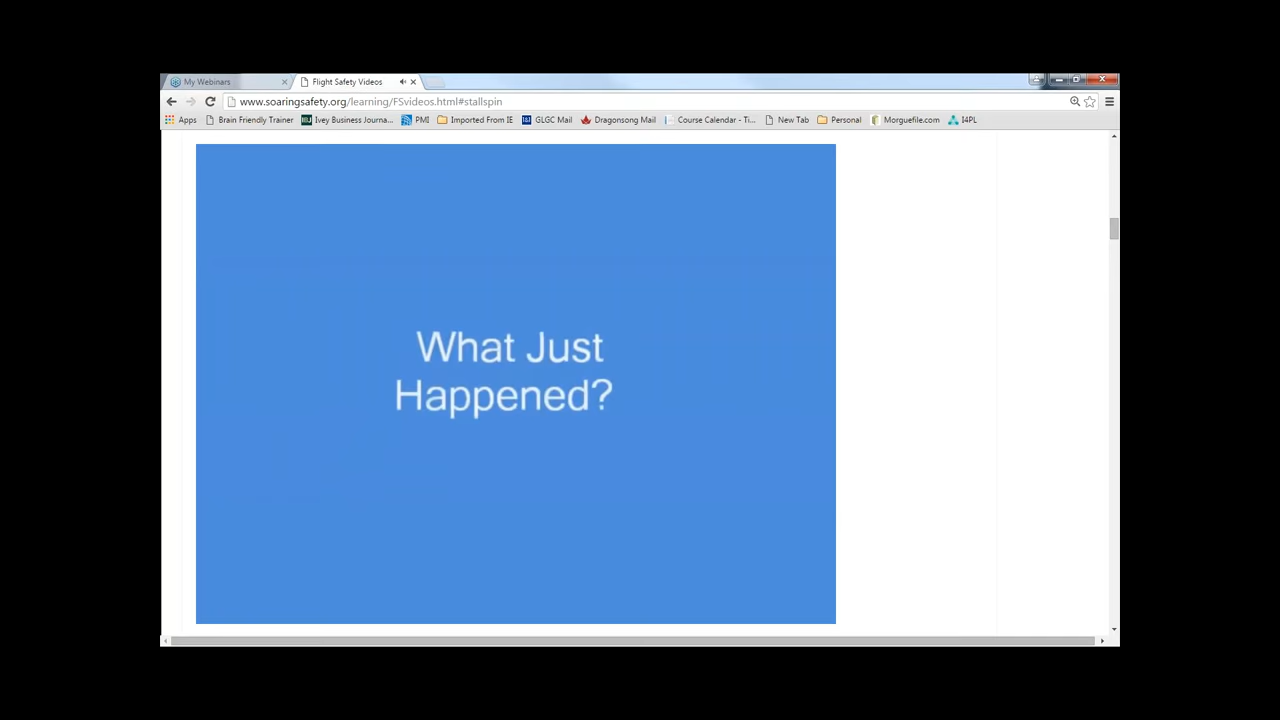 My Webinars
Flight Safety Videos
www.soaringsafety.org/learning/FSvideos.html#stallspin
Apps Brain Friendly Trainer Ivey Business Journa... PMI Imported From IE GLGC Mail Dragonsong Mail Course Calendar - Ti... New Tab Personal Morguefile.com I4PL
What Just
Happened?